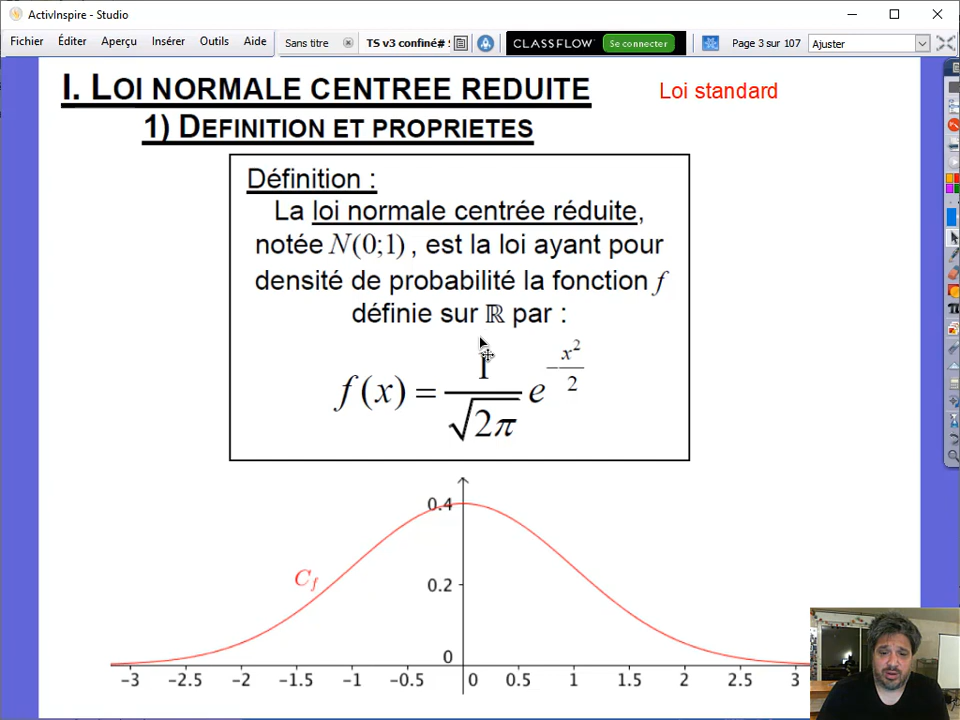 ActivInspire - Studio
Fichier Éditer Aperçu Insérer Outils Aide Sans titre TS v3 confiné# CLASSFLOW Se connecter Page 3 sur 107 Ajuster
I. LOI NORMALE CENTREE REDUITE Loi standard
1) DEFINITION ET PROPRIETES
Définition :
La loi normale centrée réduite,
notée N(0;1), est la loi ayant pour
densité de probabilité la fonction f
définie sur ℝ par :
f(x) = 1/√2π e^(-x²/2)
0.4
C_f
0.2
0
-3 -2.5 -2 -1.5 -1 -0.5 0 0.5 1 1.5 2 2.5 3